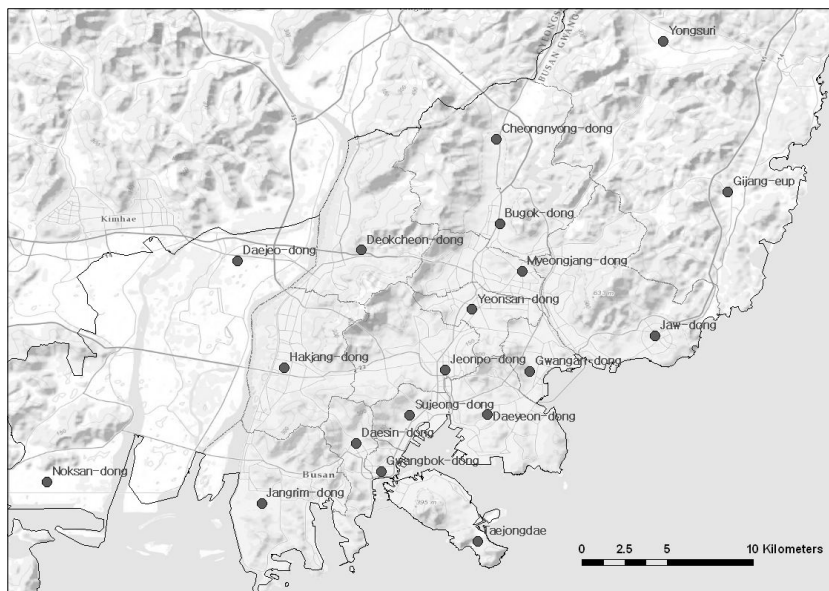 Yongsuri
BUSAN GWANG
Cheongnyong-dong
Gijang-eup
Kimhae
Bugok-dong
Deokcheon-dong
Daejeo-dong
Myeongjang-dong
Yeonsan-dong
Jaw-dong
Hakjang-dong
Jeonpo-dong
Gwangan-dong
Sujeong-dong
Daeyeon-dong
Daesin-dong
Gwangbok-dong
Busan
Noksan-dong
Jangrim-dong
Taejongdae
0 2.5 5 10 Kilometers